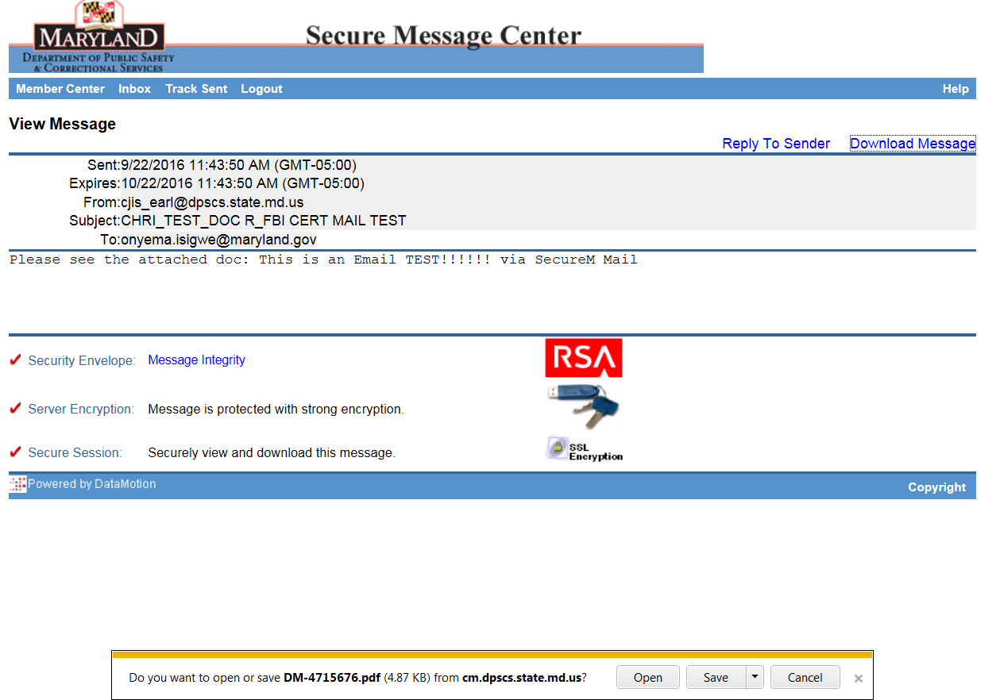 MARYLAND
DEPARTMENT OF PUBLIC SAFETY
& CORRECTIONAL SERVICES
Secure Message Center
Member Center Inbox Track Sent Logout Help
View Message
Reply To Sender Download Message
Sent:9/22/2016 11:43:50 AM (GMT-05:00)
Expires:10/22/2016 11:43:50 AM (GMT-05:00)
From:cjis_earl@dpscs.state.md.us
Subject:CHRI_TEST_DOC R_FBI CERT MAIL TEST
To:onyema.isigwe@maryland.gov
Please see the attached doc: This is an Email TEST!!!!!! via SecureM Mail
Security Envelope: Message Integrity
RSA
Server Encryption: Message is protected with strong encryption.
Secure Session: Securely view and download this message.
SSL
Encryption
Powered by DataMotion
Copyright
Do you want to open or save DM-4715676.pdf (4.87 KB) from cm.dpscs.state.md.us? Open Save Cancel